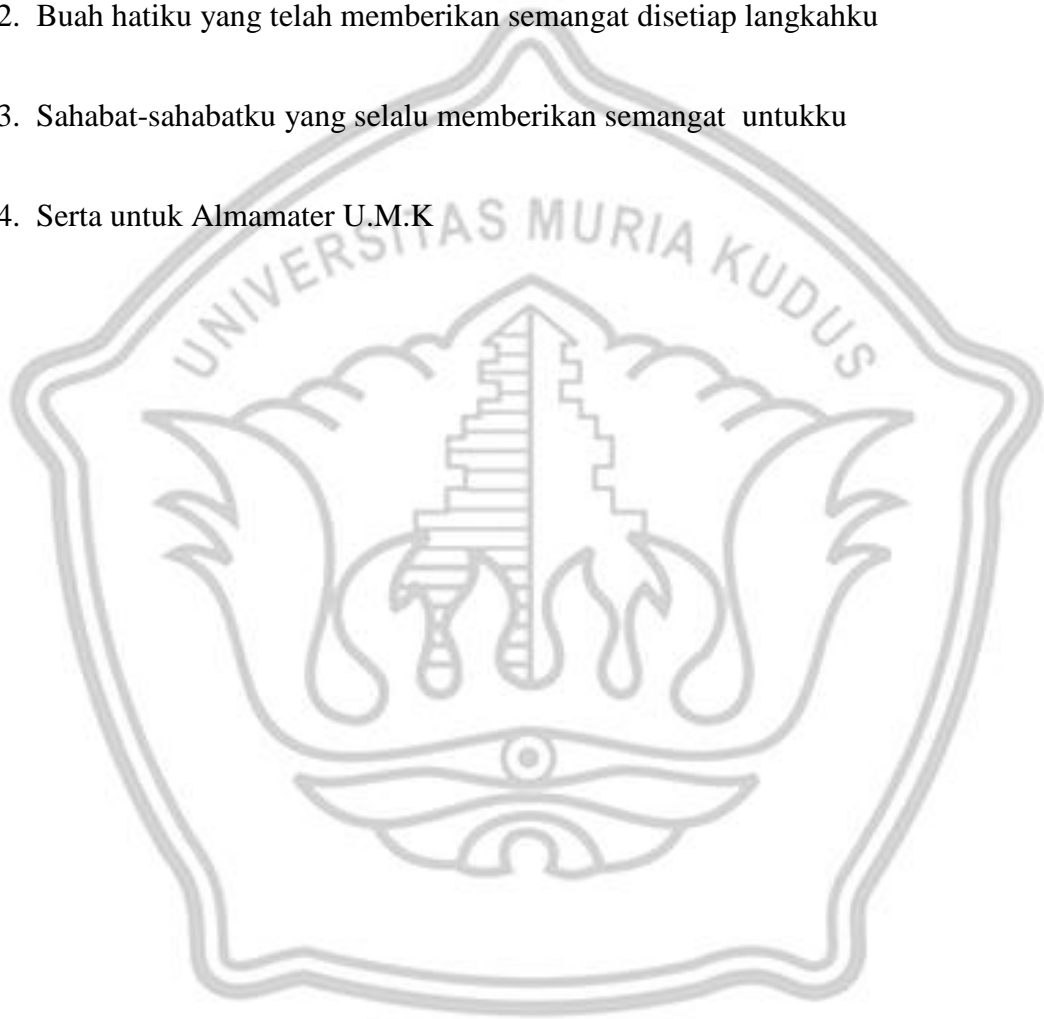 2. Buah hatiku yang telah memberikan semangat disetiap langkahku
3. Sahabat-sahabatku yang selalu memberikan semangat  untukku
4. Serta untuk Almamater U.M.K
UNIVERSITAS MURIA KUDUS